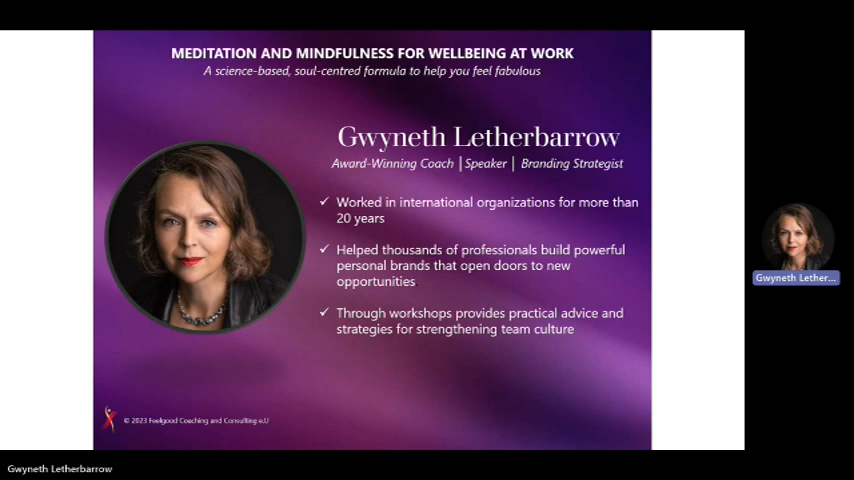 MEDITATION AND MINDFULNESS FOR WELLBEING AT WORK
A science-based, soul-centred formula to help you feel fabulous
Gwyneth Letherbarrow
Award-Winning Coach | Speaker | Branding Strategist
✓ Worked in international organizations for more than
20 years
✓ Helped thousands of professionals build powerful
personal brands that open doors to new
opportunities
✓ Through workshops provides practical advice and
strategies for strengthening team culture
© 2023 Feelgood Coaching and Consulting e.U
Gwyneth Lether...
Gwyneth Letherbarrow